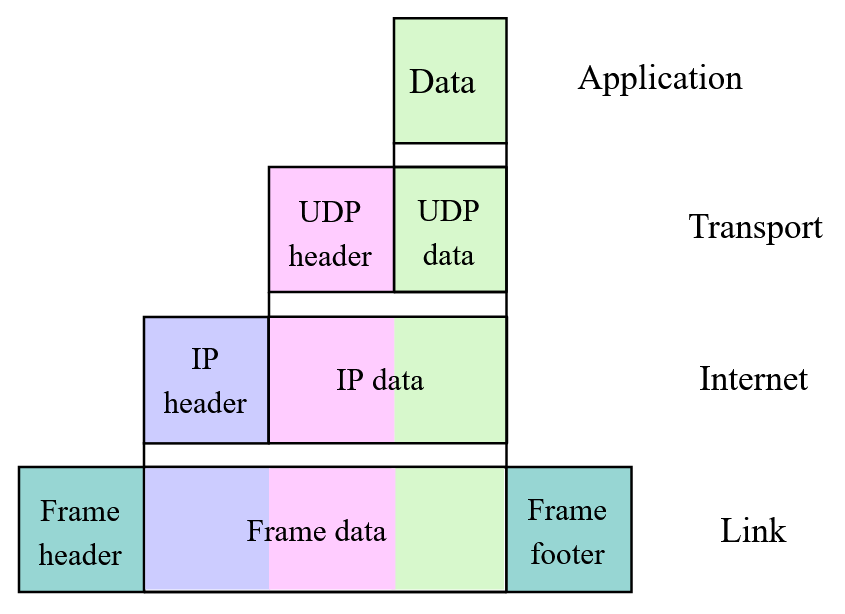 Data
Application
UDP
header
UDP
data
Transport
IP
header
IP data
Internet
Frame
header
Frame data
Frame
footer
Link